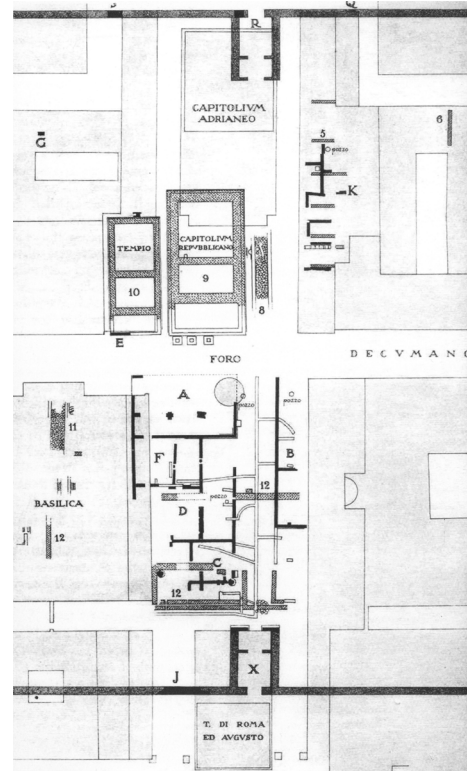 R
CAPITOLIVM
ADRIANEO
G
5
pozzo
6
K
TEMPIO
CAPITOLIVM
REPVBBLICANO
9
10
8
E
FORO
DECVMANO
A
pozzo
pozzo
11
F
B
12
BASILICA
pozzo
D
12
C
12
X
J
T. DI ROMA
ED AVGVSTO